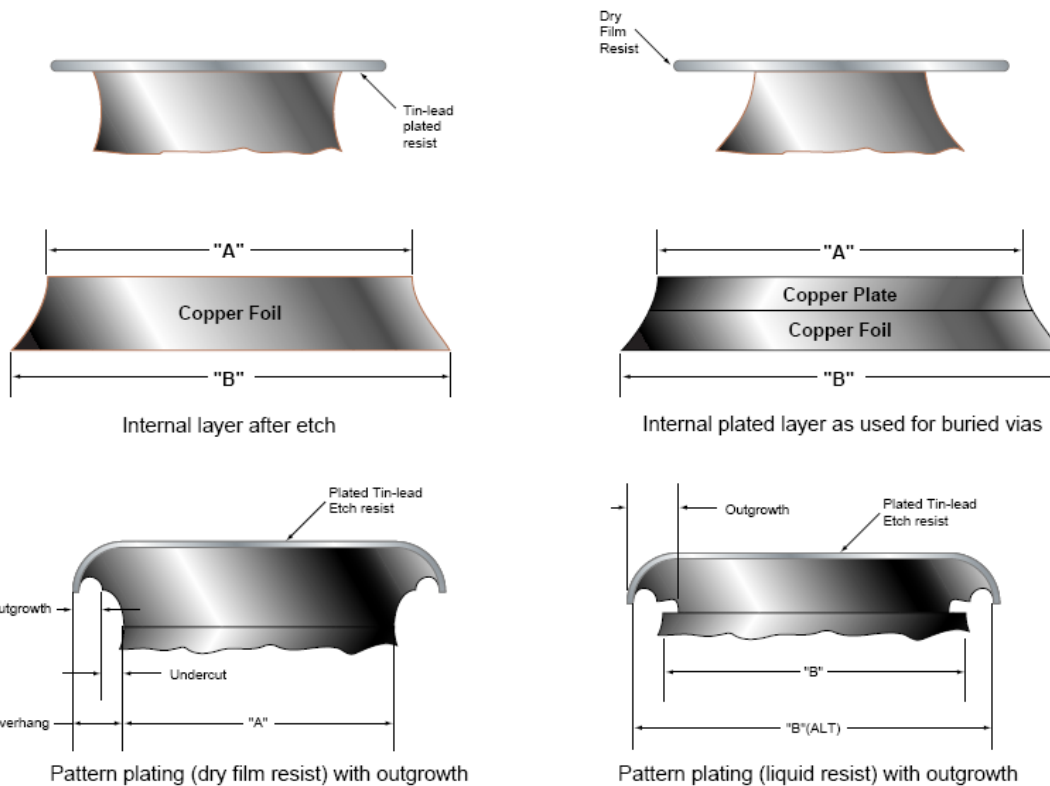 Dry
Film
Resist
Tin-lead
plated
resist
"A"
Copper Foil
"B"
Internal layer after etch
"A"
Copper Plate
Copper Foil
"B"
Internal plated layer as used for buried vias
Plated Tin-lead
Etch resist
utgrowth
Undercut
verhang
"A"
Pattern plating (dry film resist) with outgrowth
Outgrowth
Plated Tin-lead
Etch resist
"B"
"B"(ALT)
Pattern plating (liquid resist) with outgrowth